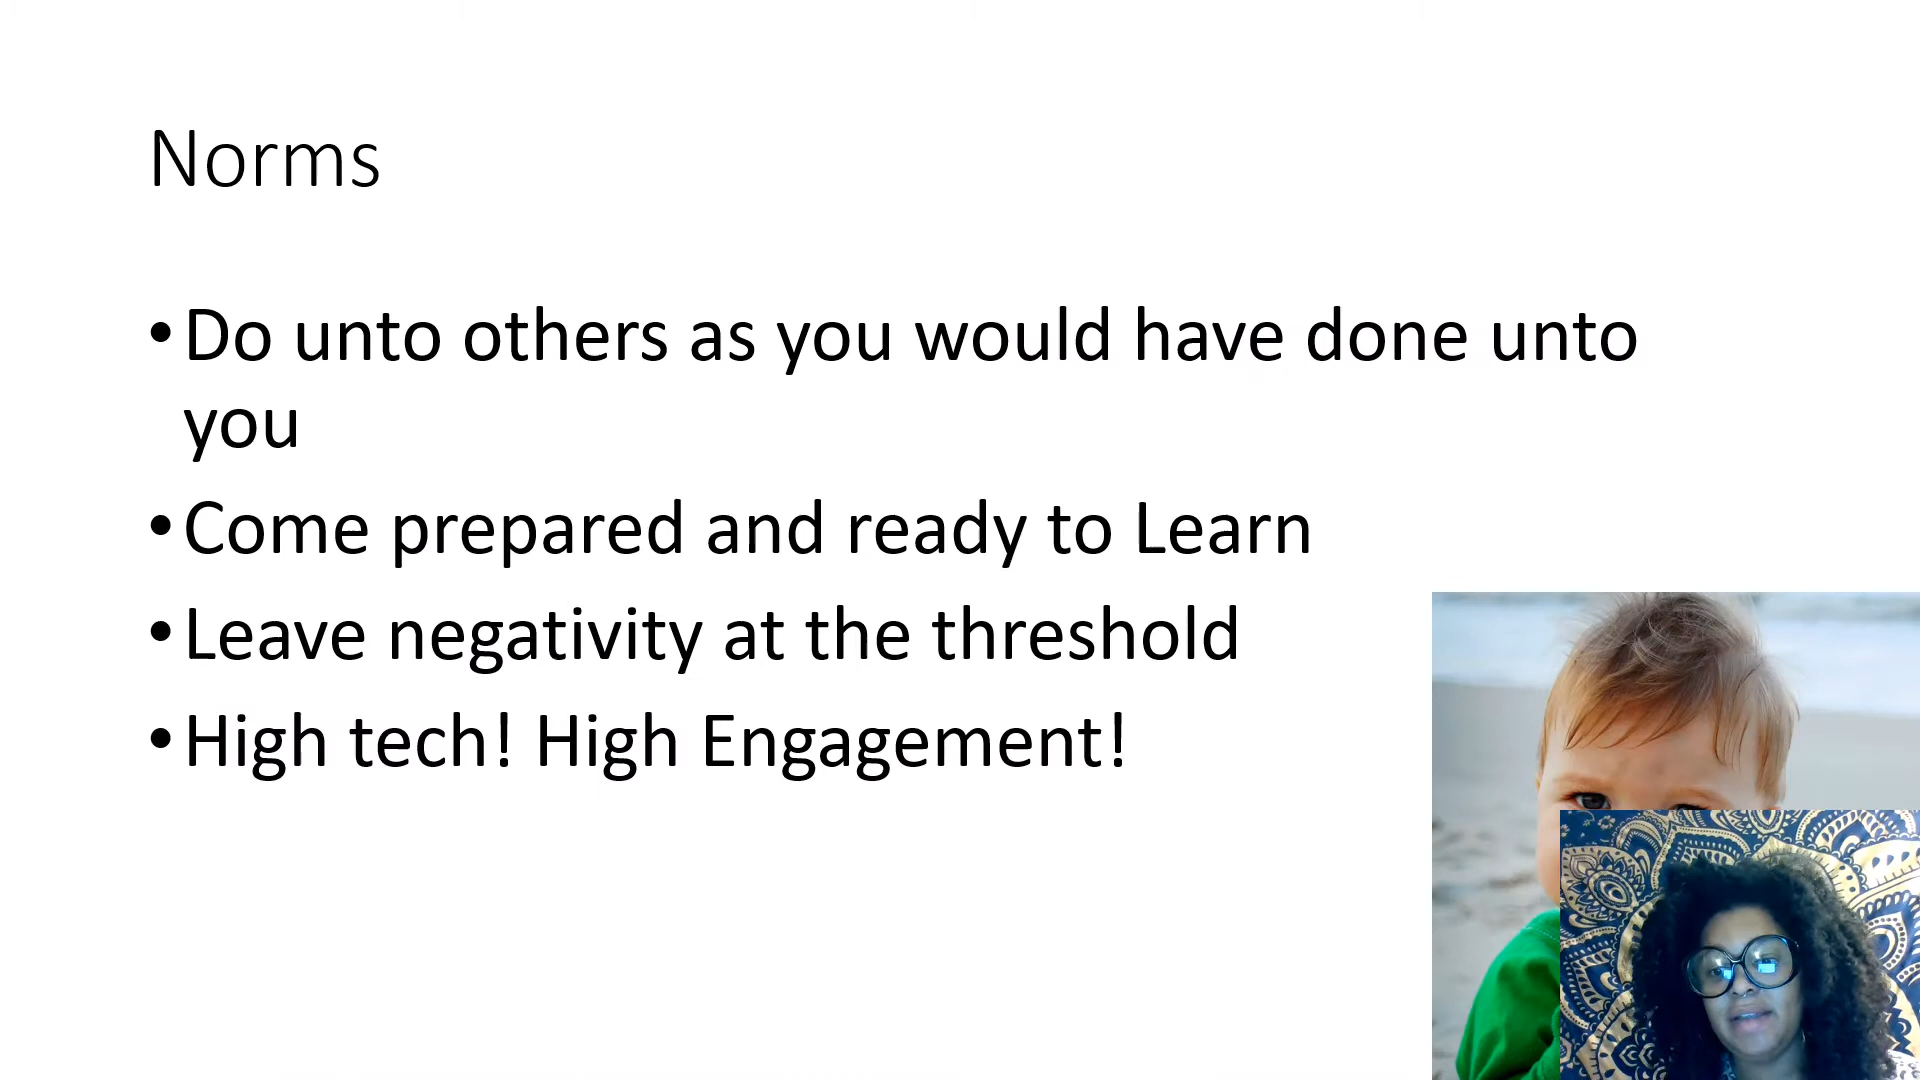 Norms
•Do unto others as you would have done unto
you
•Come prepared and ready to Learn
•Leave negativity at the threshold
•High tech! High Engagement!